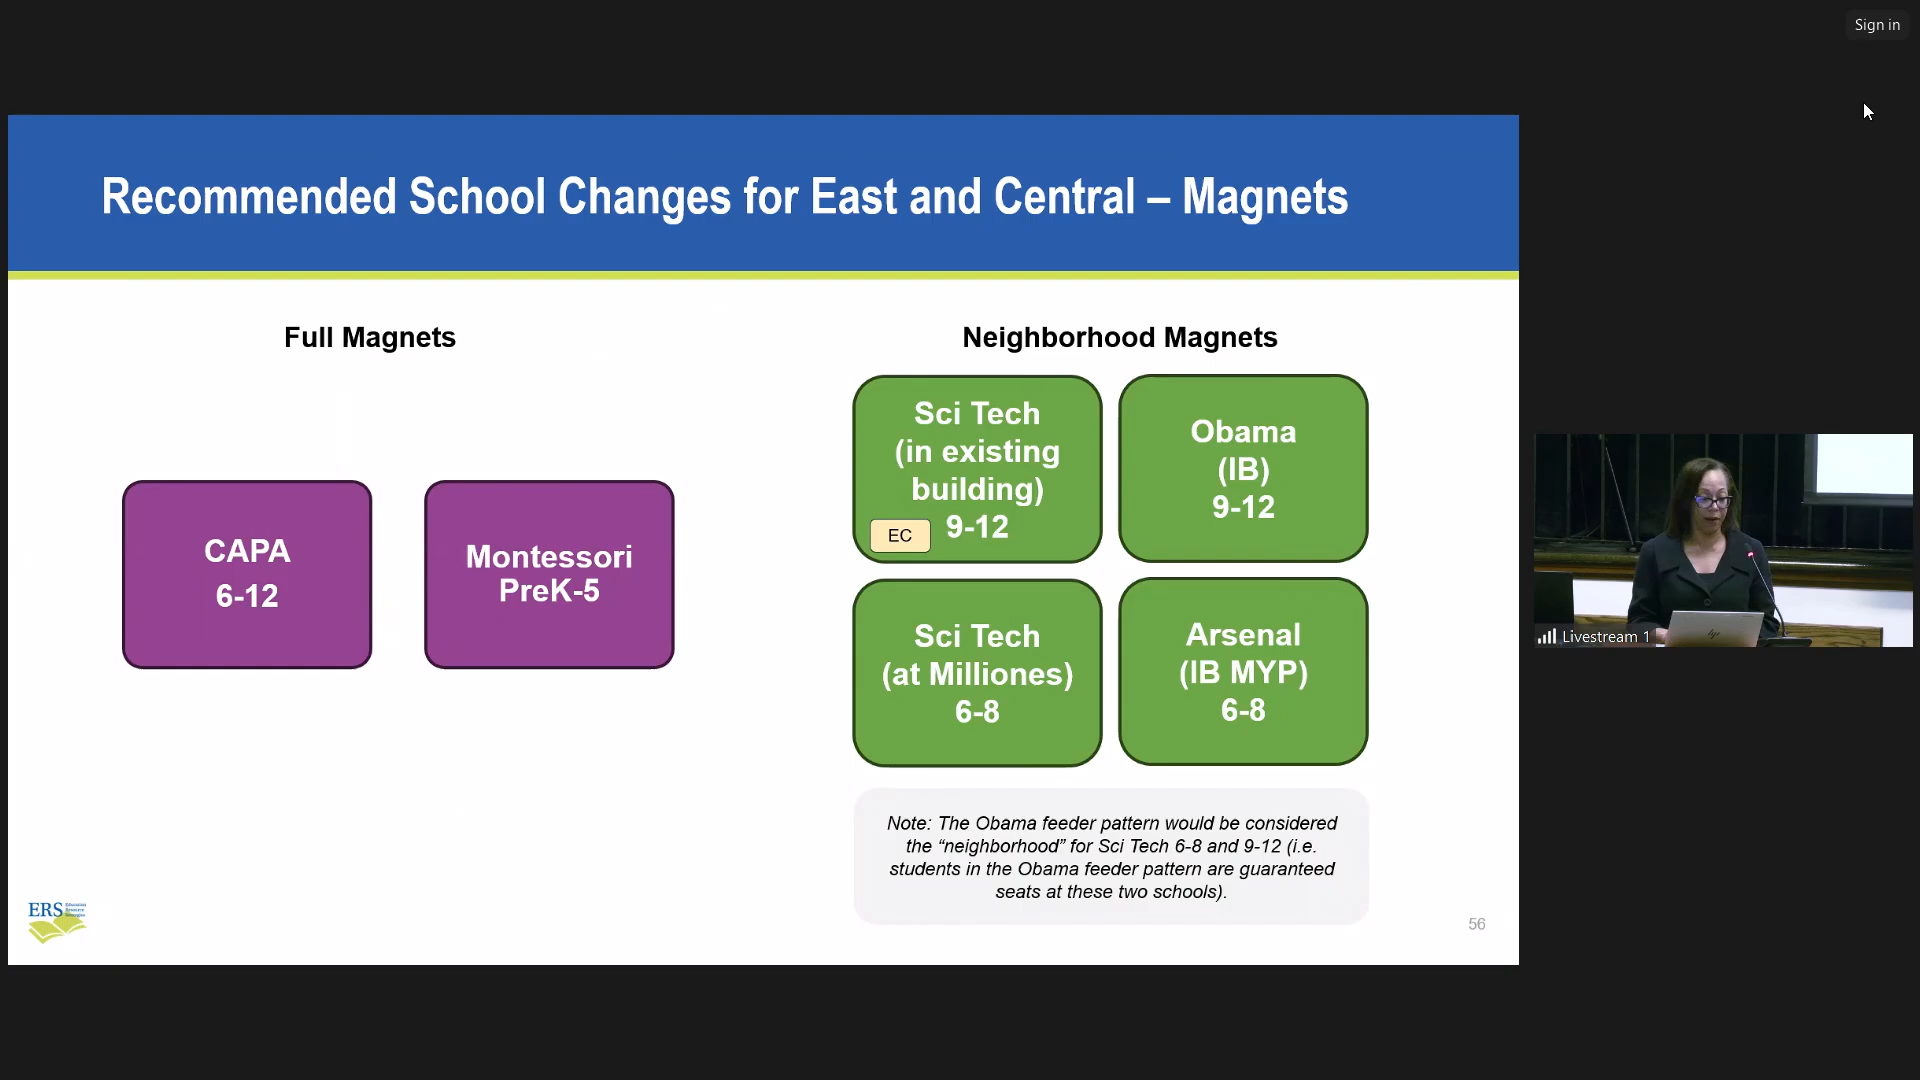 Sign in
Recommended School Changes for East and Central – Magnets
Full Magnets
CAPA
6-12
Montessori
PreK-5
Neighborhood Magnets
Sci Tech
(in existing
building)
9-12
EC
Obama
(IB)
9-12
Sci Tech
(at Milliones)
6-8
Arsenal
(IB MYP)
6-8
Note: The Obama feeder pattern would be considered
the “neighborhood” for Sci Tech 6-8 and 9-12 (i.e.
students in the Obama feeder pattern are guaranteed
seats at these two schools).
ERS
Education
Resource
Strategies
56
Livestream 1
hp